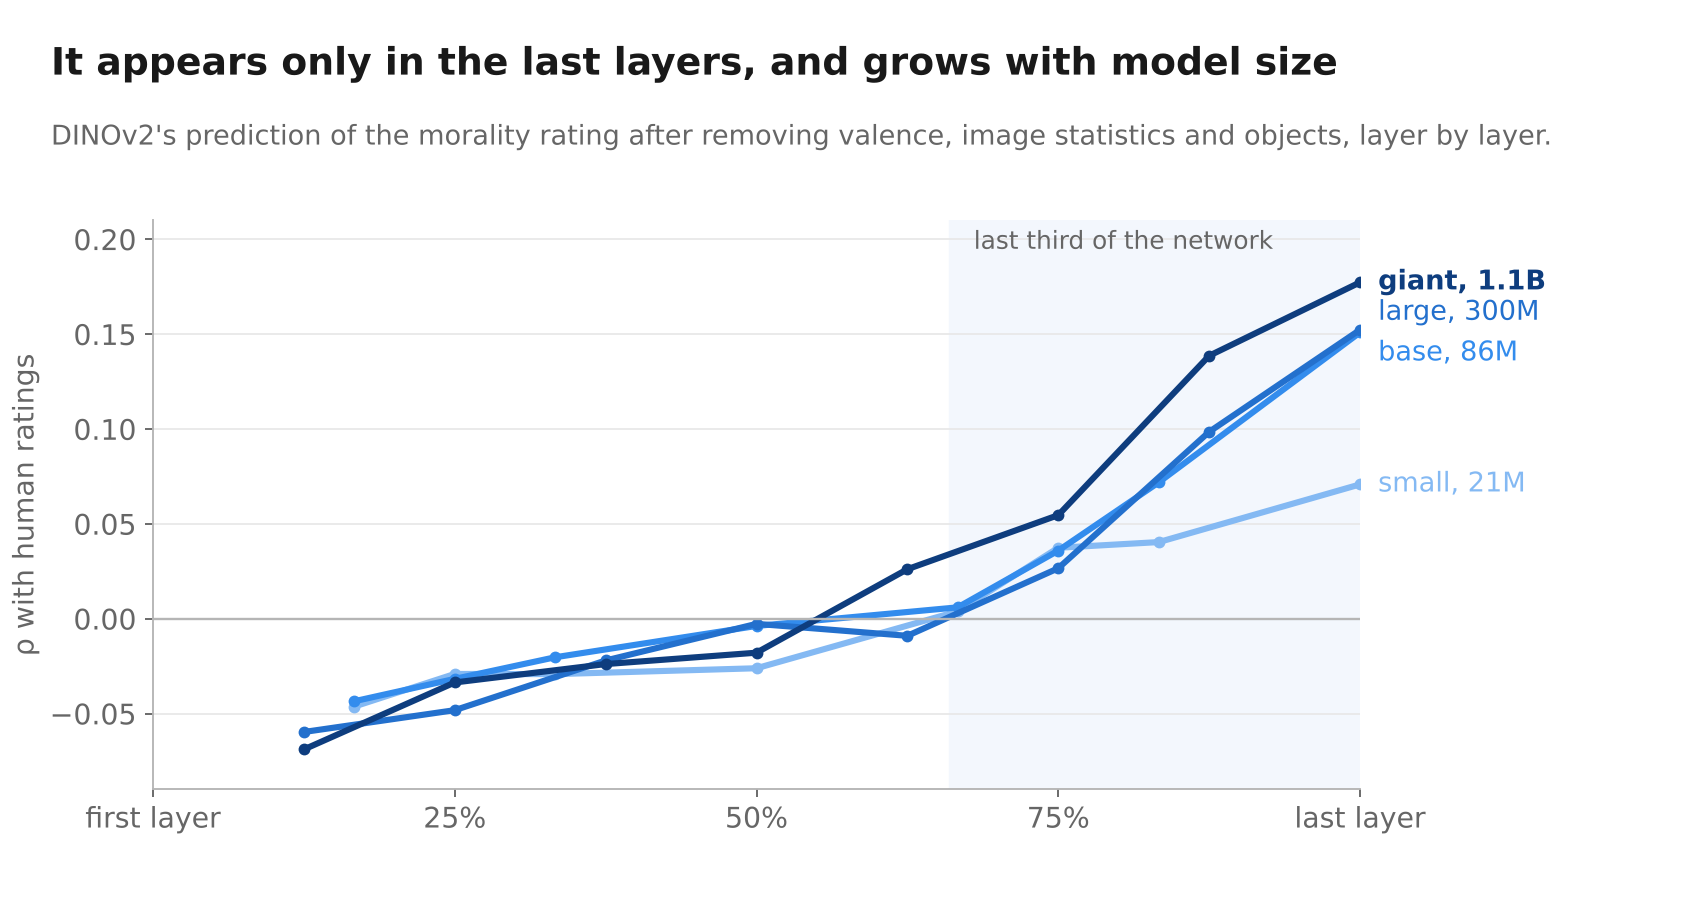 It appears only in the last layers, and grows with model size
DINOv2's prediction of the morality rating after removing valence, image statistics and objects, layer by layer.
last third of the network
0.20
0.15
0.10
0.05
0.00
−0.05
ρ with human ratings
giant, 1.1B
large, 300M
base, 86M
small, 21M
first layer
25%
50%
75%
last layer